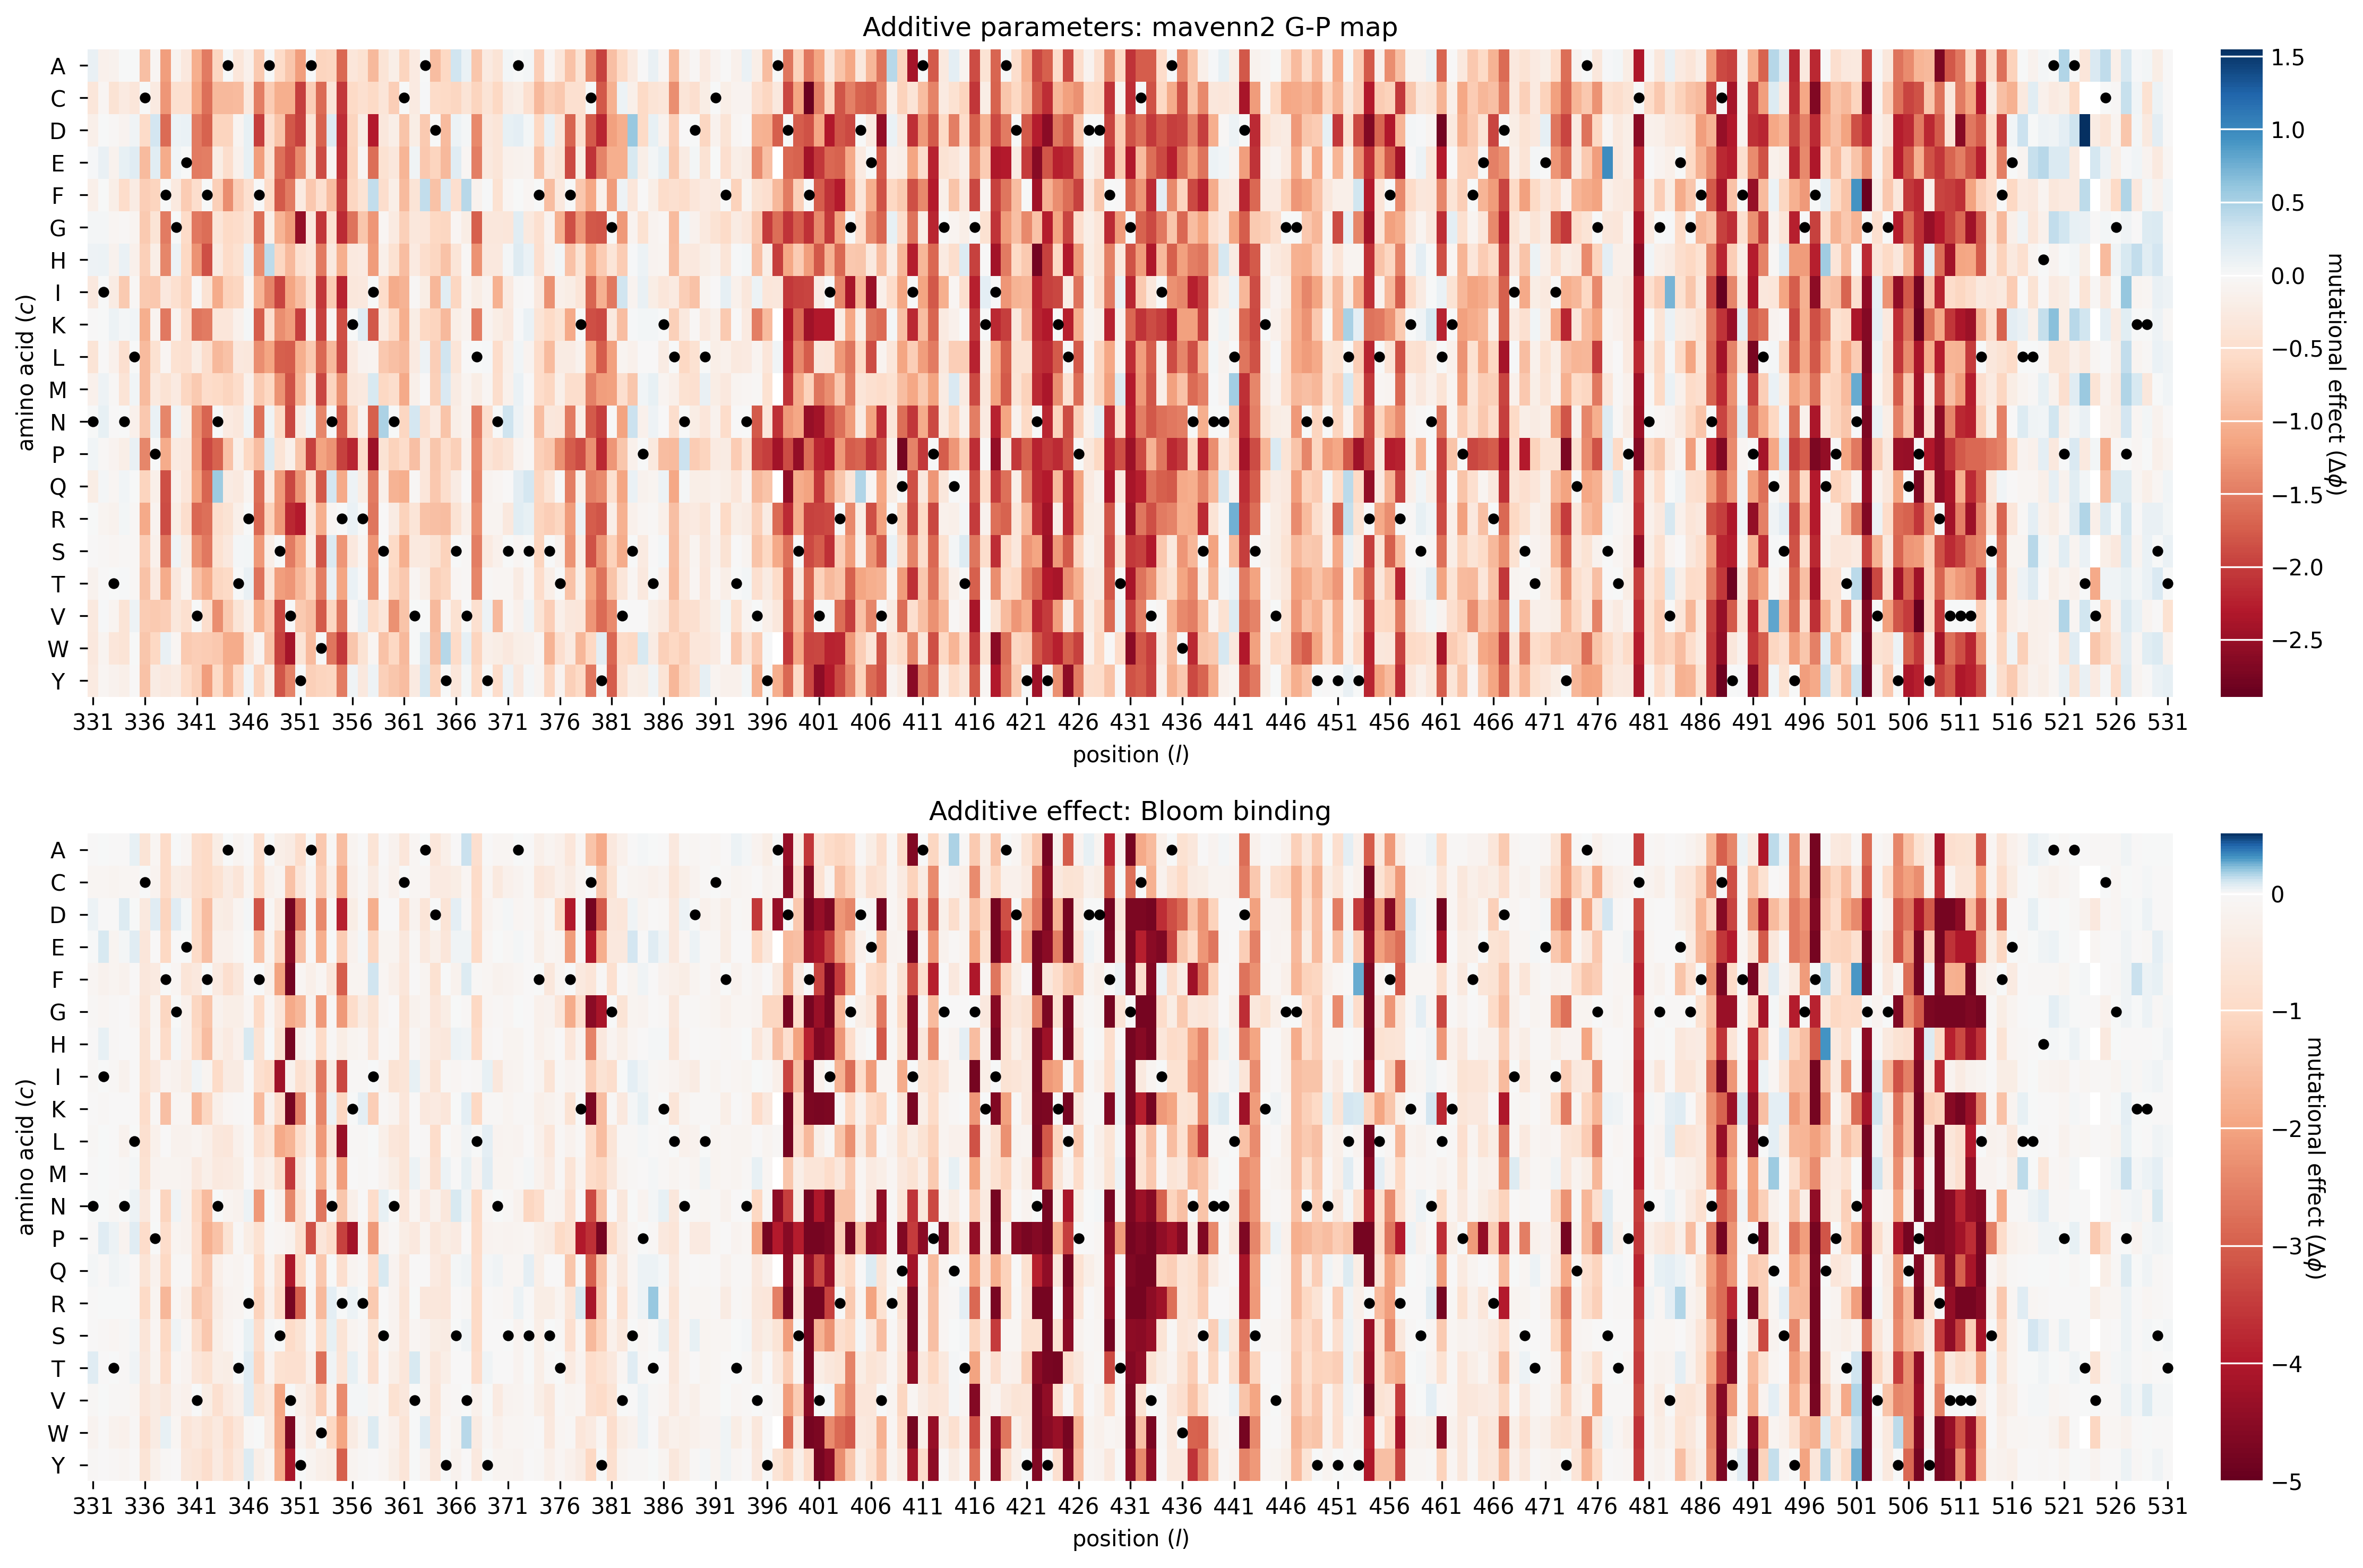 Additive parameters: mavenn2 G-P map
A
C
D
E
F
G
H
I
K
L
M
N
P
Q
R
S
T
V
W
Y
amino acid (c)
331 336 341 346 351 356 361 366 371 376 381 386 391 396 401 406 411 416 421 426 431 436 441 446 451 456 461 466 471 476 481 486 491 496 501 506 511 516 521 526 531
position (l)
1.5
1.0
0.5
0.0
−0.5
−1.0
−1.5
−2.0
−2.5
mutational effect (Δϕ)
Additive effect: Bloom binding
A
C
D
E
F
G
H
I
K
L
M
N
P
Q
R
S
T
V
W
Y
amino acid (c)
331 336 341 346 351 356 361 366 371 376 381 386 391 396 401 406 411 416 421 426 431 436 441 446 451 456 461 466 471 476 481 486 491 496 501 506 511 516 521 526 531
position (l)
0
−1
−2
−3
−4
−5
mutational effect (Δϕ)